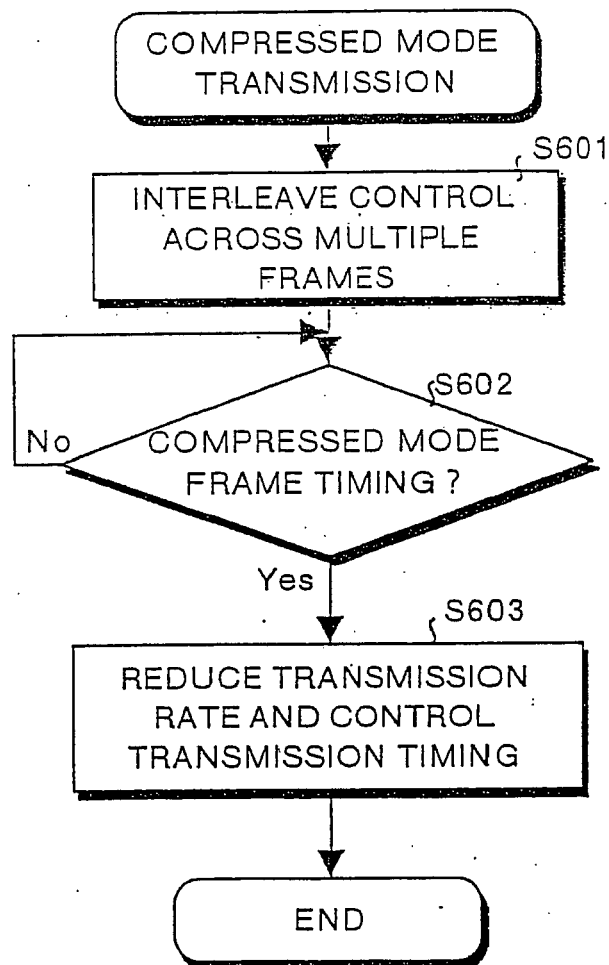 COMPRESSED MODE
TRANSMISSION
S601
INTERLEAVE CONTROL
ACROSS MULTIPLE
FRAMES
S602
No
COMPRESSED MODE
FRAME TIMING ?
Yes
S603
REDUCE TRANSMISSION
RATE AND CONTROL
TRANSMISSION TIMING
END